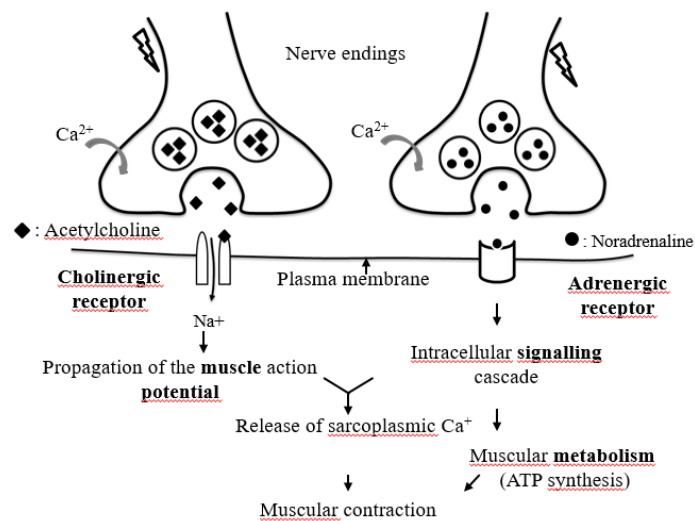 Nerve endings
Ca²⁺
Ca²⁺
◆ : Acetylcholine
● : Noradrenaline
Cholinergic
receptor
Plasma membrane
Adrenergic
receptor
Na+
Propagation of the muscle action
potential
Intracellular signalling
cascade
Release of sarcoplasmic Ca⁺
Muscular metabolism
(ATP synthesis)
Muscular contraction